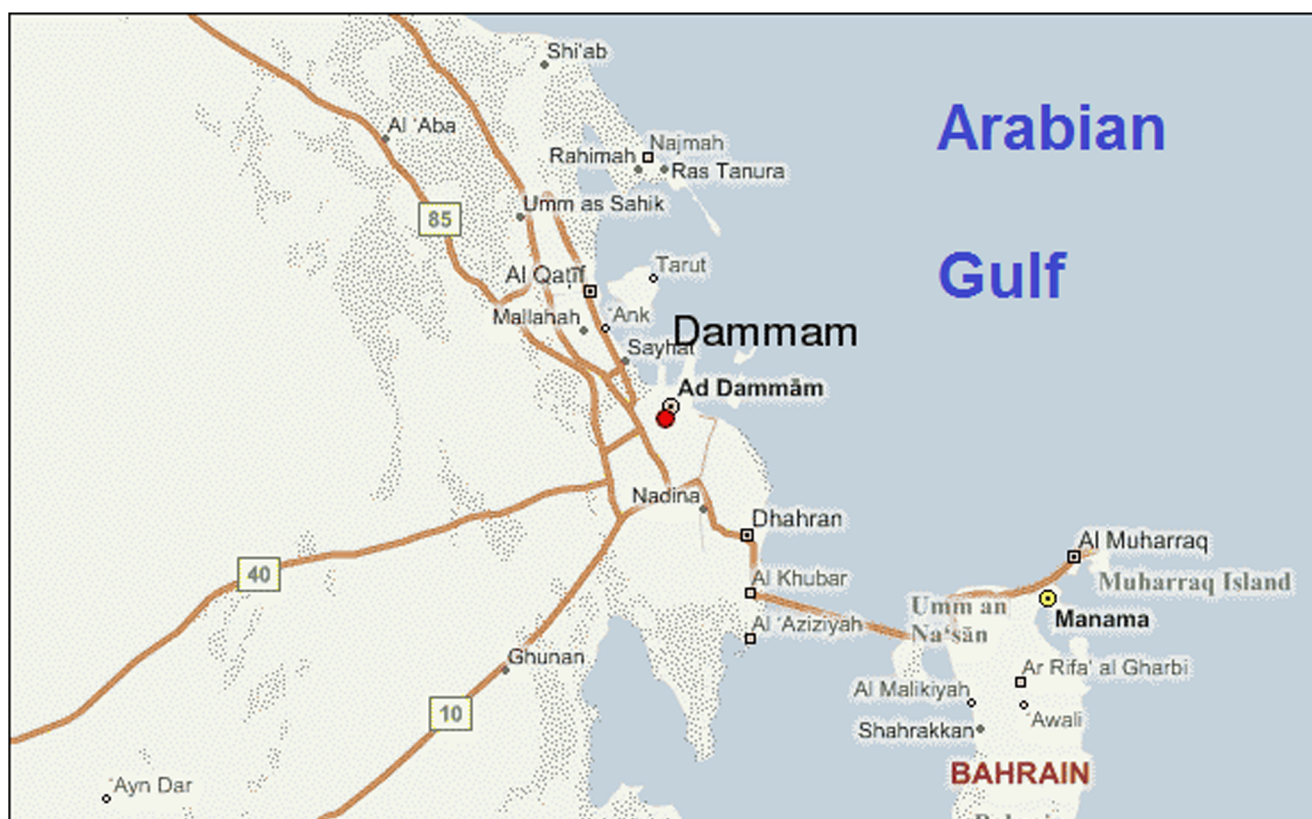 Shi'ab
Arabian
Al 'Aba
Najmah
Rahimah
Ras Tanura
Umm as Sahik
85
Tarut
Al Qaṭīf
Gulf
'Ank
Mallahah
Dammam
Sayhat
Ad Dammām
Nadina
Dhahran
Al Muharraq
40
Al Khubar
Muharraq Island
Umm an
Na'sān
Manama
Al 'Aziziyah
Ghunan
Ar Rifa' al Gharbi
Al Malikiyah
10
'Awali
Shahrakkan
BAHRAIN
'Ayn Dar